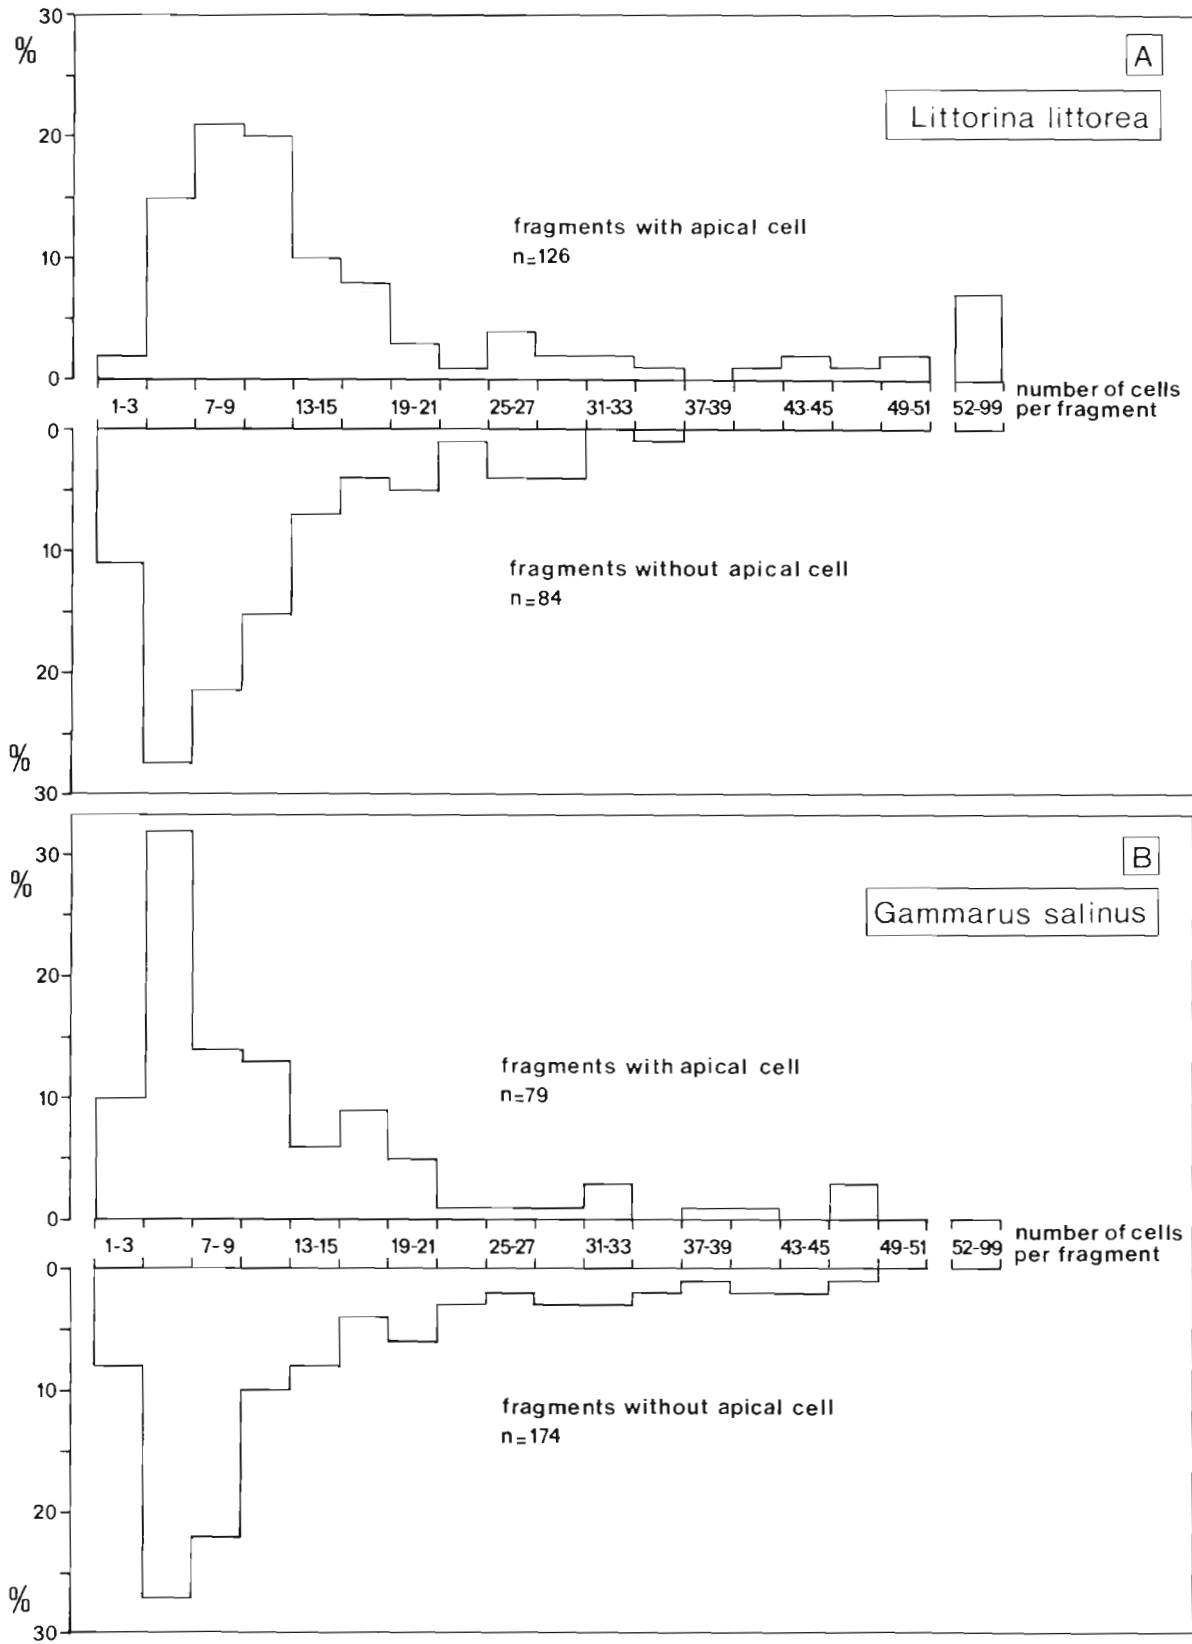 30
%
A
Littorina littorea
20
fragments with apical cell
n=126
10
0
number of cells
1-3 7-9 13-15 19-21 25-27 31-33 37-39 43-45 49-51 52-99 per fragment
0
10
fragments without apical cell
n=84
20
%
30
30
%
B
Gammarus salinus
20
fragments with apical cell
n=79
10
0
number of cells
1-3 7-9 13-15 19-21 25-27 31-33 37-39 43-45 49-51 52-99 per fragment
0
10
fragments without apical cell
n=174
20
%
30